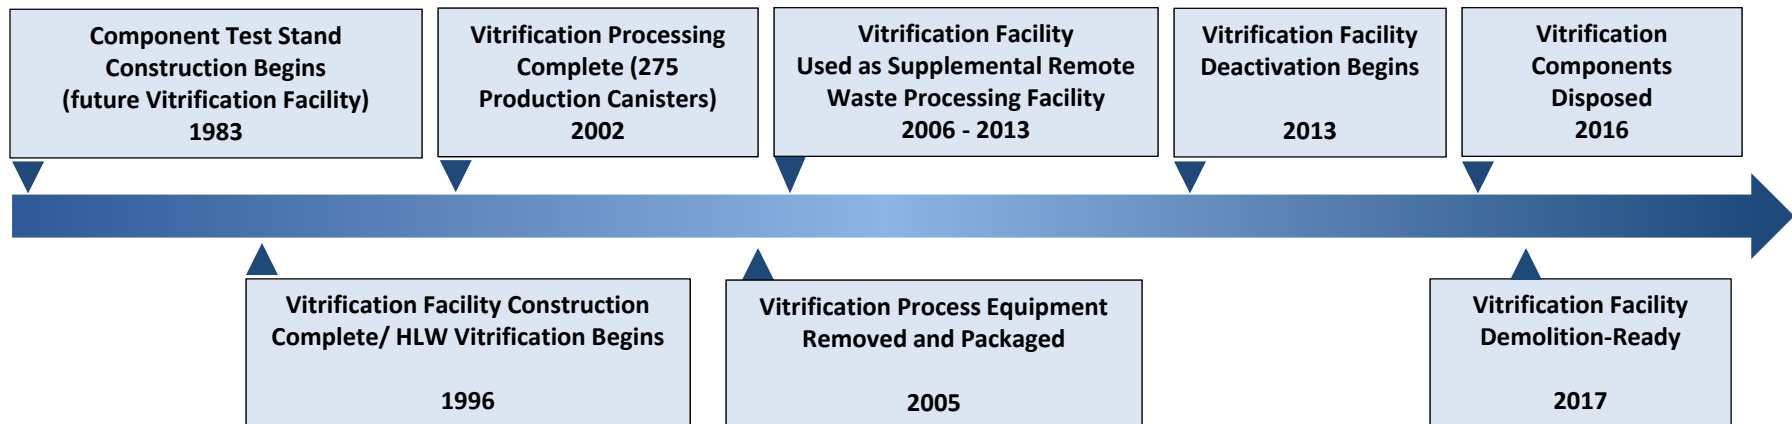 Component Test Stand
Construction Begins
(future Vitrification Facility)
1983
Vitrification Processing
Complete (275
Production Canisters)
2002
Vitrification Facility
Used as Supplemental Remote
Waste Processing Facility
2006 - 2013
Vitrification Facility
Deactivation Begins
2013
Vitrification
Components
Disposed
2016
Vitrification Facility Construction
Complete/ HLW Vitrification Begins
1996
Vitrification Process Equipment
Removed and Packaged
2005
Vitrification Facility
Demolition-Ready
2017